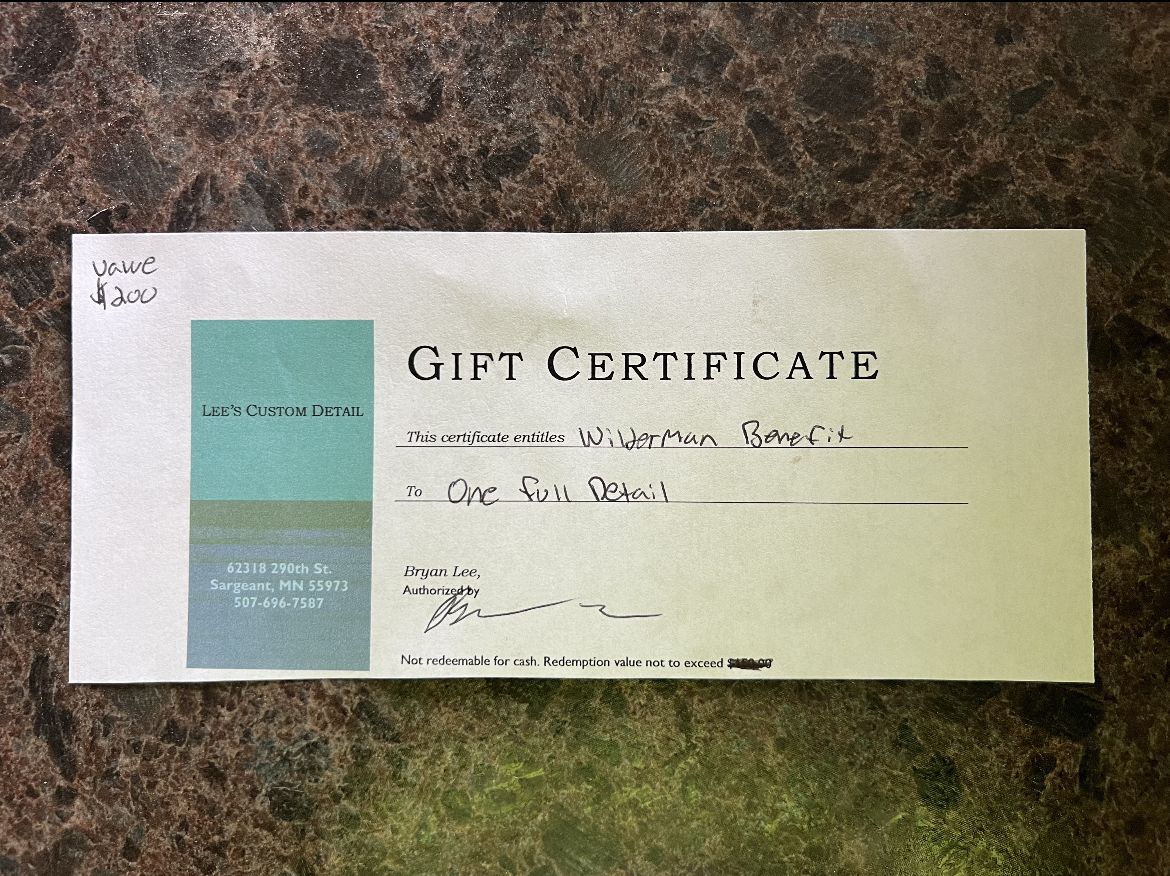 Value
$200
GIFT CERTIFICATE
LEE'S CUSTOM DETAIL
This certificate entitles Wilderman Benefit
To One full Detail
62318 290th St.
Sargeant, MN 55973
507-696-7587
Bryan Lee,
Authorized by
Not redeemable for cash. Redemption value not to exceed